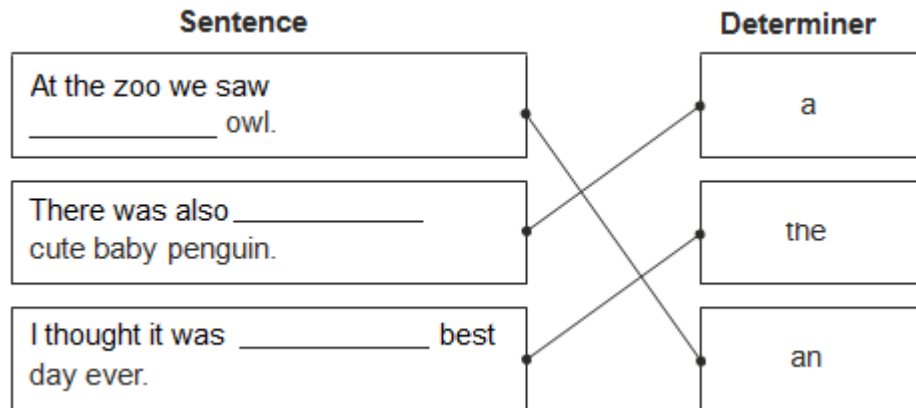 Sentence
Determiner
At the zoo we saw
____________ owl.
a
There was also ____________
cute baby penguin.
the
I thought it was ____________ best
day ever.
an